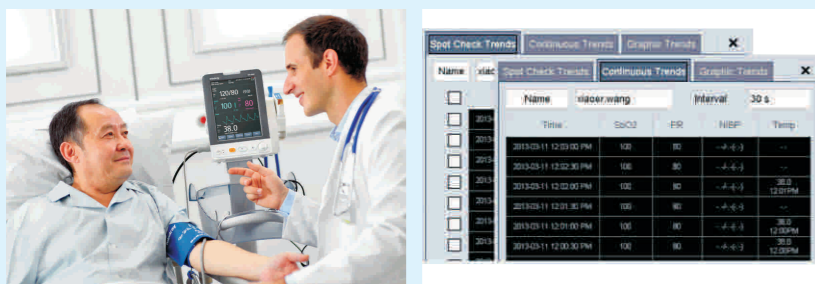 120/80
100
80
38.0
Spot Check Trends Continuous Trends Graphic Trends X
Name
Spot Check Trends Continuous Trends Graphic Trends X
Name xiaoer.wang Interval 30 s
Time SpO2 PR NIBP Temp
2013-03-11 12:03:00 PM 100 80 --/--(--) --
2013-03-11 12:02:30 PM 100 80 --/--(--) --
2013-03-11 12:02:00 PM 100 80 --/--(--) 38.0 12:01PM
2013-03-11 12:01:30 PM 100 80 --/--(--) --
2013-03-11 12:01:00 PM 100 80 --/--(--) 38.0 12:00PM
2013-03-11 12:00:30 PM 100 80 --/--(--) 38.0 12:00PM